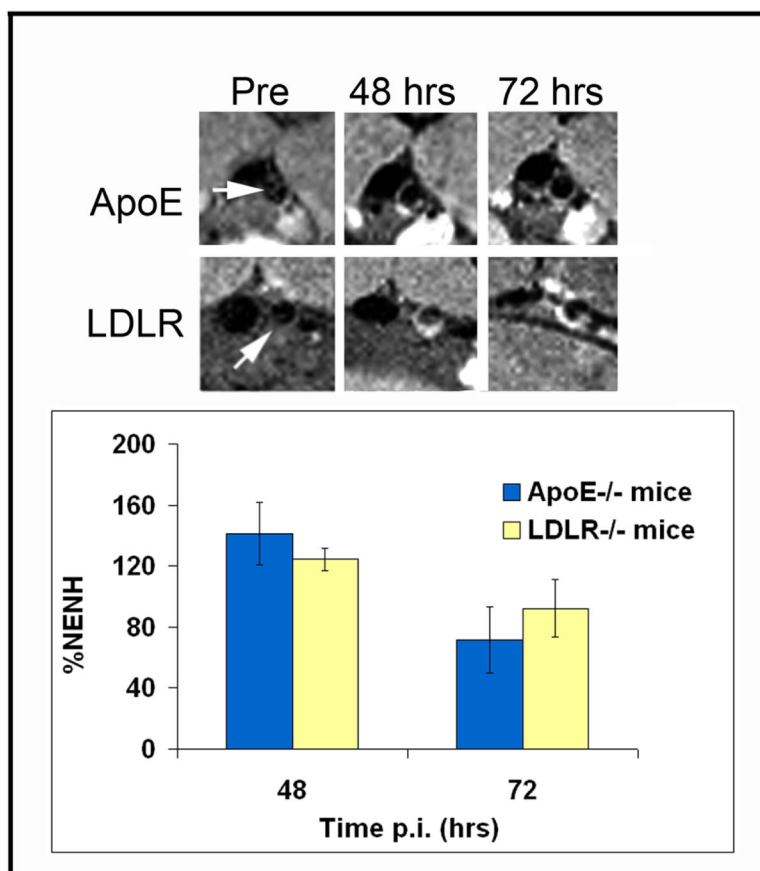 Pre 48 hrs 72 hrs
ApoE
LDLR
200
160
120
80
40
0
%NENH
ApoE-/- mice
LDLR-/- mice
48 72
Time p.i. (hrs)